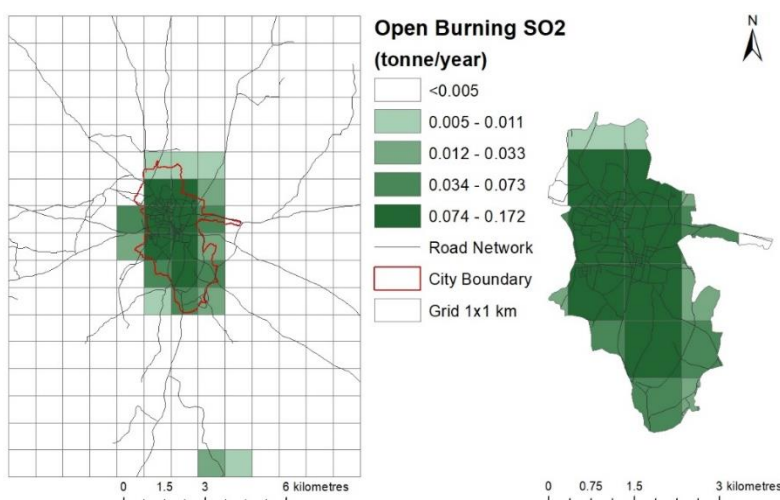 Open Burning SO2
(tonne/year)
<0.005
0.005 - 0.011
0.012 - 0.033
0.034 - 0.073
0.074 - 0.172
Road Network
City Boundary
Grid 1x1 km
N
0 1.5 3 6 kilometres
0 0.75 1.5 3 kilometres